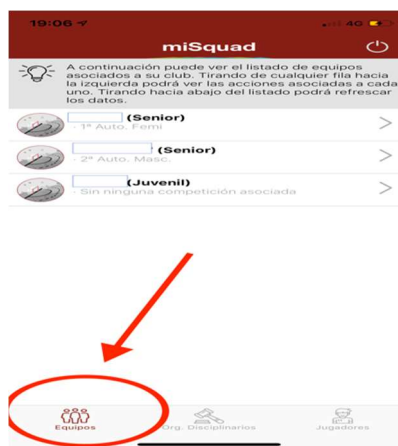 19:06
4G
miSquad
A continuación puede ver el listado de equipos
asociados a su club. Tirando de cualquier fila hacia
la izquierda podrá ver las acciones asociadas a cada
uno. Tirando hacia abajo del listado podrá refrescar
los datos.
(Senior)
- 1ª Auto. Femi
(Senior)
- 2ª Auto. Masc.
(Juvenil)
- Sin ninguna competición asociada
Equipos
Org. Disciplinarios
Jugadores